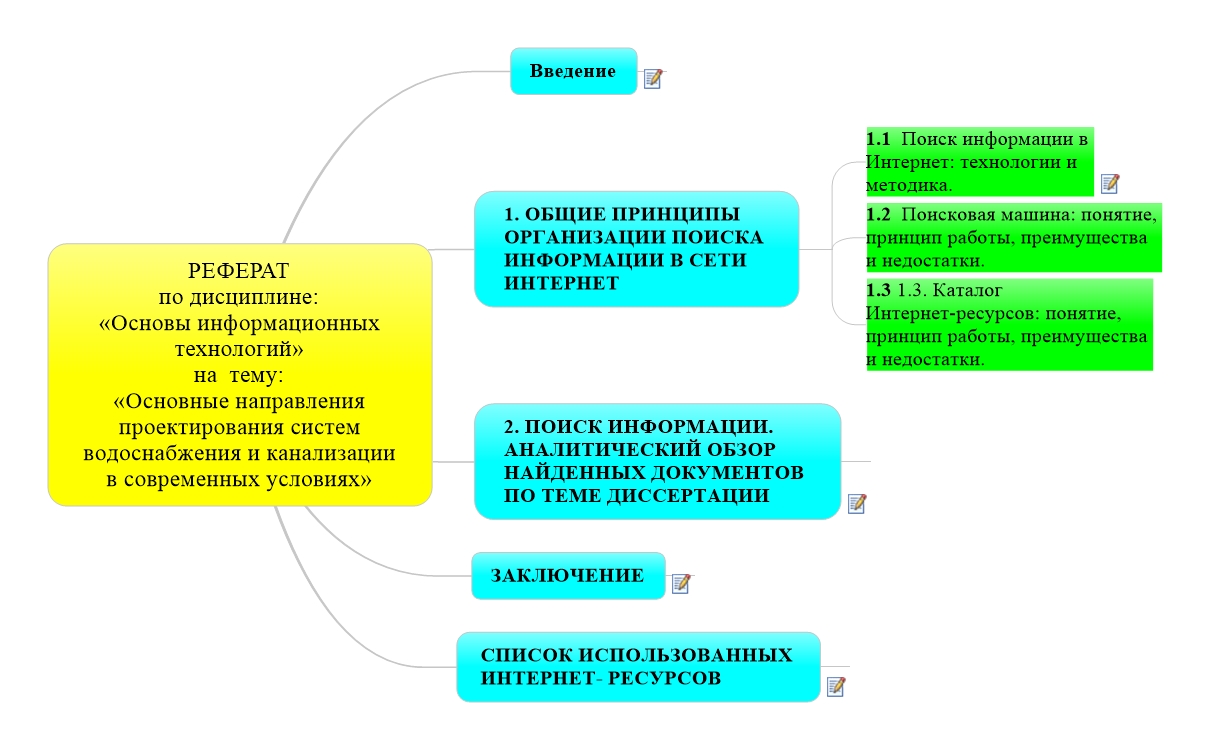 РЕФЕРАТ
по дисциплине:
«Основы информационных
технологий»
на тему:
«Основные направления
проектирования систем
водоснабжения и канализации
в современных условиях»
Введение
1. ОБЩИЕ ПРИНЦИПЫ
ОРГАНИЗАЦИИ ПОИСКА
ИНФОРМАЦИИ В СЕТИ
ИНТЕРНЕТ
1.1 Поиск информации в
Интернет: технологии и
методика.
1.2 Поисковая машина: понятие,
принцип работы, преимущества
и недостатки.
1.3 1.3. Каталог
Интернет-ресурсов: понятие,
принцип работы, преимущества
и недостатки.
2. ПОИСК ИНФОРМАЦИИ.
АНАЛИТИЧЕСКИЙ ОБЗОР
НАЙДЕННЫХ ДОКУМЕНТОВ
ПО ТЕМЕ ДИССЕРТАЦИИ
ЗАКЛЮЧЕНИЕ
СПИСОК ИСПОЛЬЗОВАННЫХ
ИНТЕРНЕТ- РЕСУРСОВ